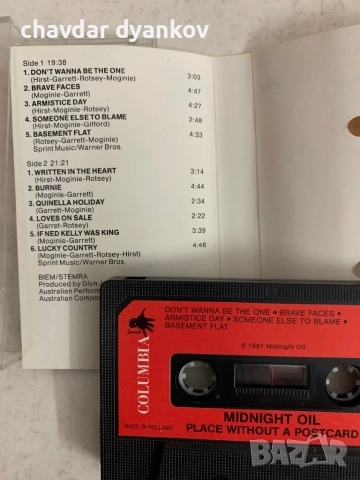 chavdar dyankov
Side 1 19:38
1. DON'T WANNA BE THE ONE 3:03
(Hirst-Garrett-Rotsey-Moginie)
2. BRAVE FACES 4:47
(Moginie-Garrett)
3. ARMISTICE DAY 4:27
(Hirst-Garrett-Moginie-Rotsey)
4. SOMEONE ELSE TO BLAME 2:48
(Hirst-Moginie-Gifford)
5. BASEMENT FLAT 4:33
(Rotsey-Garrett-Moginie)
Sprint Music/Warner Bros.
Side 2 21:21
1. WRITTEN IN THE HEART 3:14
(Hirst-Garrett-Rotsey)
2. BURNIE 4:44
(Moginie-Garrett)
3. QUINELLA HOLIDAY 2:34
(Moginie-Garrett)
4. LOVES ON SALE 2:22
(Garrett-Rotsey)
5. IF NED KELLY WAS KING 3:39
(Moginie-Garrett)
6. LUCKY COUNTRY 4:48
(Moginie-Garrett-Rotsey-Hirst)
Sprint Music/Warner Bros.
BIEM/STEMRA
Produced by Glyn
Australian
Australian
DON'T WANNA BE THE ONE • BRAVE FACES •
ARMISTICE DAY • SOMEONE ELSE TO BLAME •
BASEMENT FLAT
℗ 1981 Midnight Oil
COLUMBIA
MADE IN HOLLAND
MIDNIGHT OIL
PLACE WITHOUT A POSTCARD
BAZAR